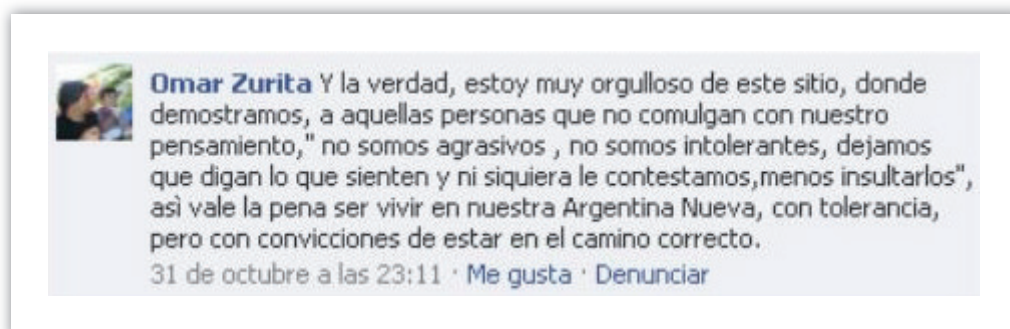 Omar Zurita Y la verdad, estoy muy orgulloso de este sitio, donde
demostramos, a aquellas personas que no comulgan con nuestro
pensamiento," no somos agrasivos , no somos intolerantes, dejamos
que digan lo que sienten y ni siquiera le contestamos,menos insultarlos",
asì vale la pena ser vivir en nuestra Argentina Nueva, con tolerancia,
pero con convicciones de estar en el camino correcto.
31 de octubre a las 23:11 · Me gusta · Denunciar